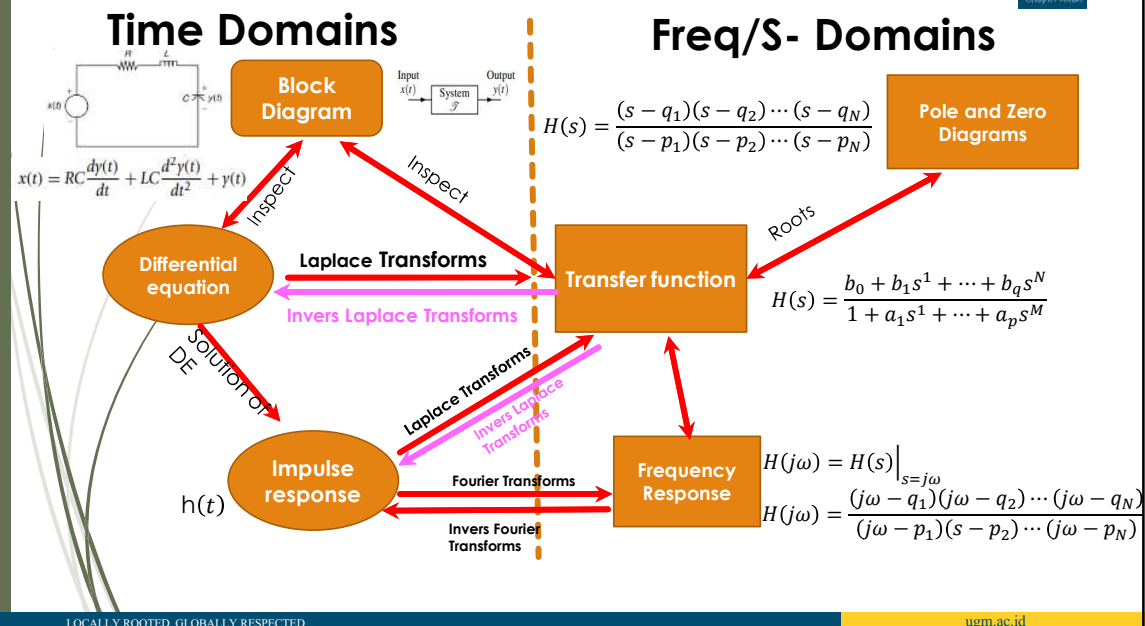 Time Domains
Freq/S- Domains
R
L
x(t)
C
y(t)
+
−
+
−
Block
Diagram
Input
x(t)
System
𝒯
Output
y(t)
H(s) = (s − q₁)(s − q₂) ⋯ (s − q_N) / (s − p₁)(s − p₂) ⋯ (s − p_N)
Pole and Zero
Diagrams
x(t) = RC dy(t)/dt + LC d²y(t)/dt² + y(t)
Inspect
Inspect
Roots
Differential
equation
Laplace Transforms
Invers Laplace Transforms
Transfer function
H(s) = b₀ + b₁s¹ + ⋯ + b_q s^N / 1 + a₁s¹ + ⋯ + a_p s^M
Solution of
DE
Laplace Transforms
Invers Laplace
Transforms
Impulse
response
h(t)
Fourier Transforms
Invers Fourier
Transforms
Frequency
Response
H(jω) = H(s)|_{s=jω}
H(jω) = (jω − q₁)(jω − q₂) ⋯ (jω − q_N) / (jω − p₁)(s − p₂) ⋯ (jω − p_N)
LOCALLY ROOTED, GLOBALLY RESPECTED
ugm.ac.id